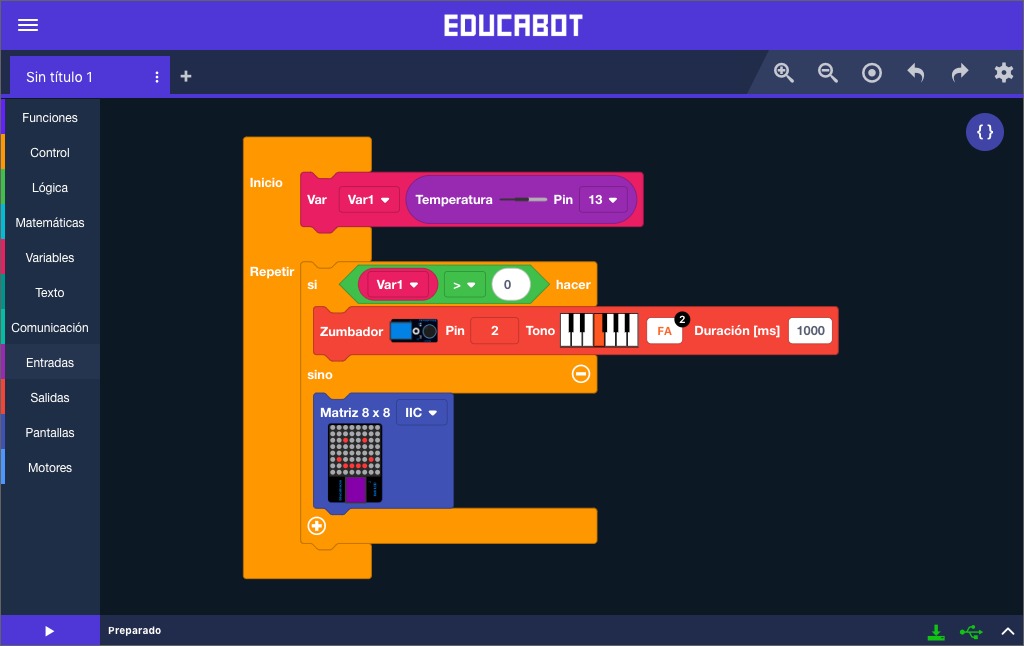 EDUCABOT
Sin título 1
Funciones
Control
Lógica
Matemáticas
Variables
Texto
Comunicación
Entradas
Salidas
Pantallas
Motores
{ }
Inicio
Var Var1 Temperatura Pin 13
Repetir
si Var1 > 0 hacer
Zumbador Pin 2 Tono FA 2 Duración [ms] 1000
sino
Matriz 8 x 8 IIC
Preparado